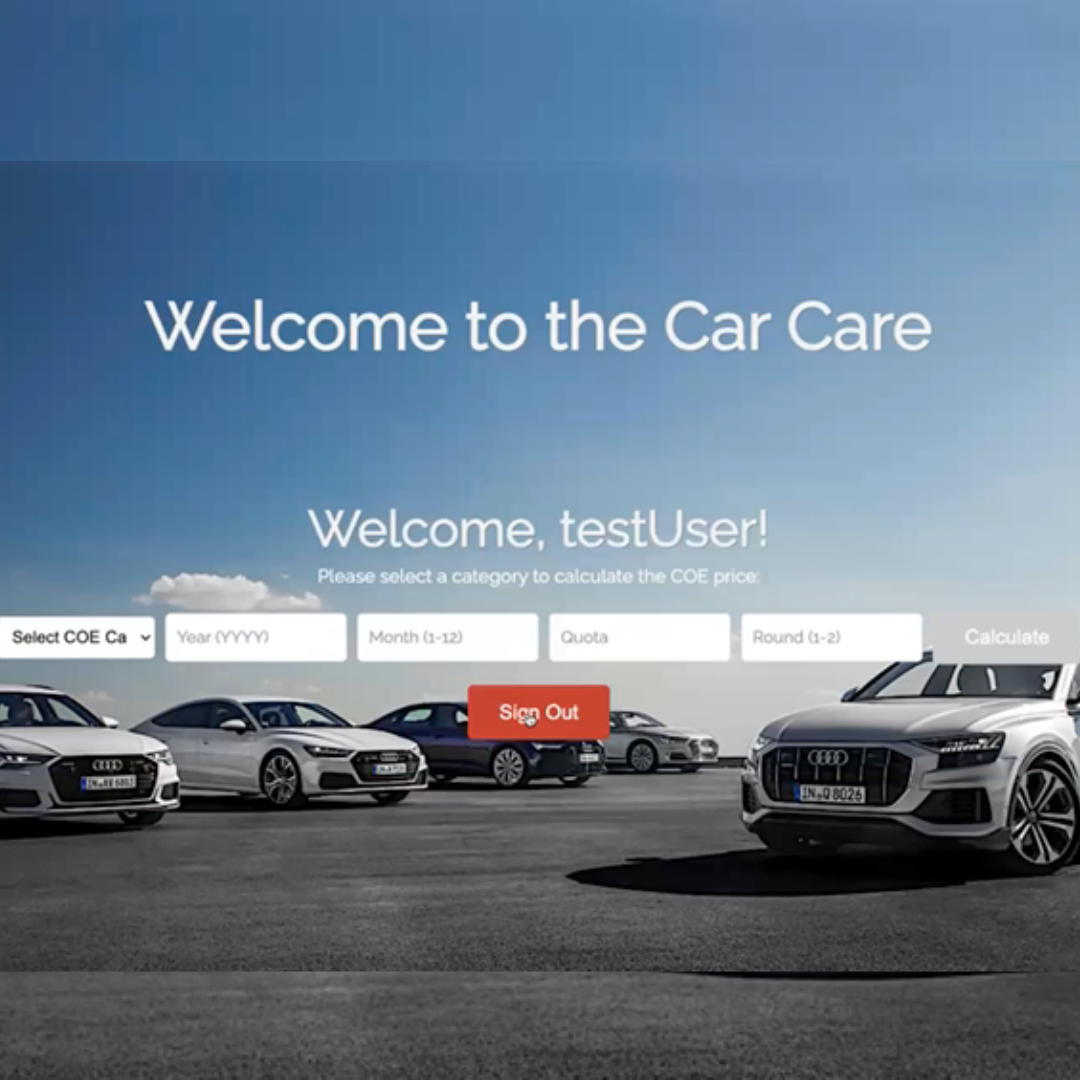 Welcome to the Car Care
Welcome, testUser!
Please select a category to calculate the COE price:
Select COE Ca
Year (YYYY)
Month (1-12)
Quota
Round (1-2)
Calculate
Sign Out
IN Q 8026